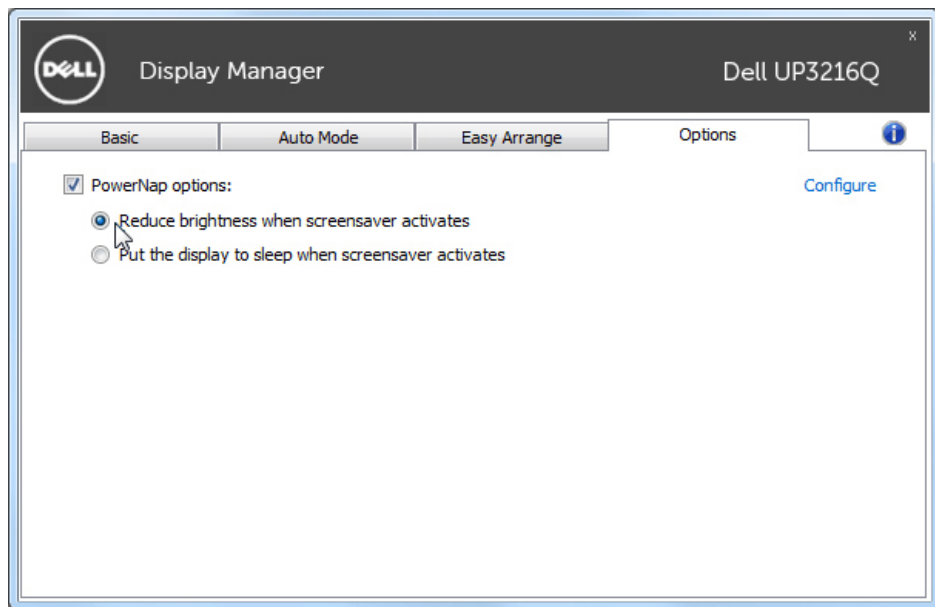 DELL Display Manager Dell UP3216Q x
Basic Auto Mode Easy Arrange Options i
PowerNap options: Configure
Reduce brightness when screensaver activates
Put the display to sleep when screensaver activates